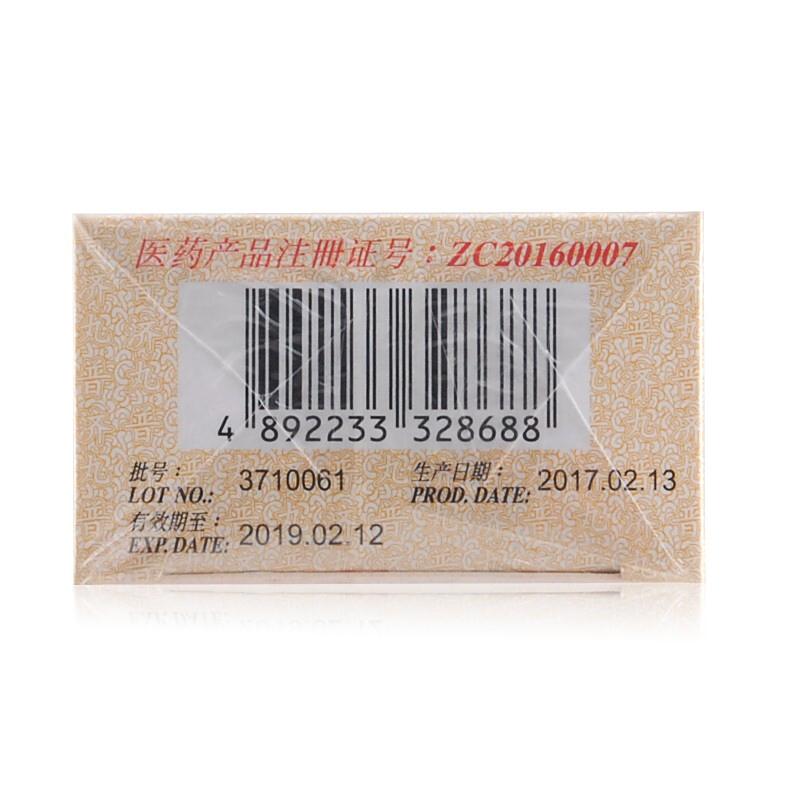 医药产品注册证号：ZC20160007
4 892233 328688
批号： 3710061 生产日期： 2017.02.13
LOT NO.: PROD. DATE:
有效期至： 2019.02.12
EXP. DATE: